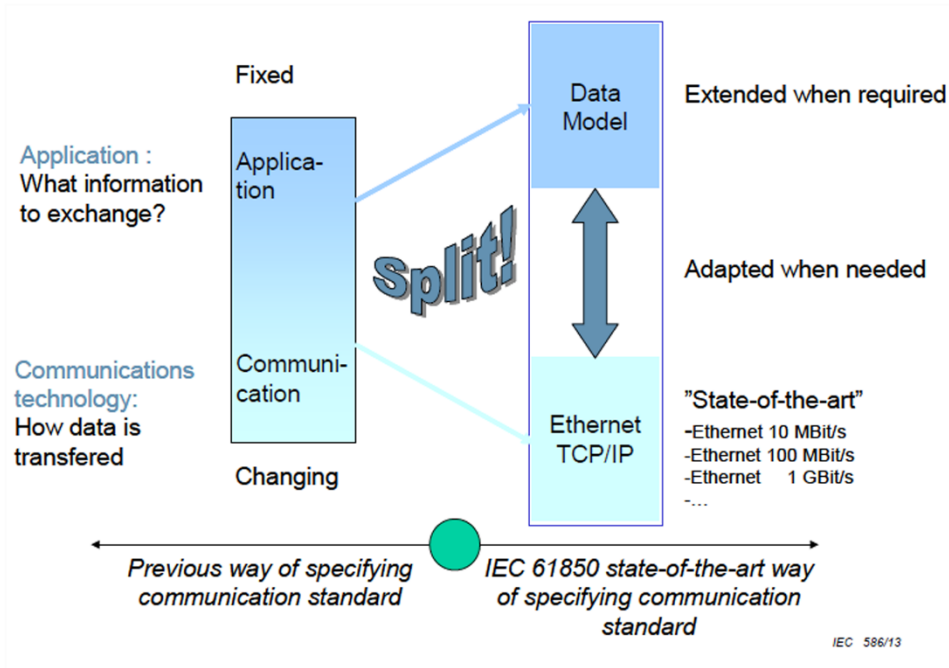 Fixed
Application :
What information
to exchange?
Applica-
tion
Communi-
cation
Communications
technology:
How data is
transfered
Changing
Split!
Data
Model
Ethernet
TCP/IP
Extended when required
Adapted when needed
”State-of-the-art”
-Ethernet 10 MBit/s
-Ethernet 100 MBit/s
-Ethernet 1 GBit/s
-...
Previous way of specifying
communication standard
IEC 61850 state-of-the-art way
of specifying communication
standard
IEC 586/13